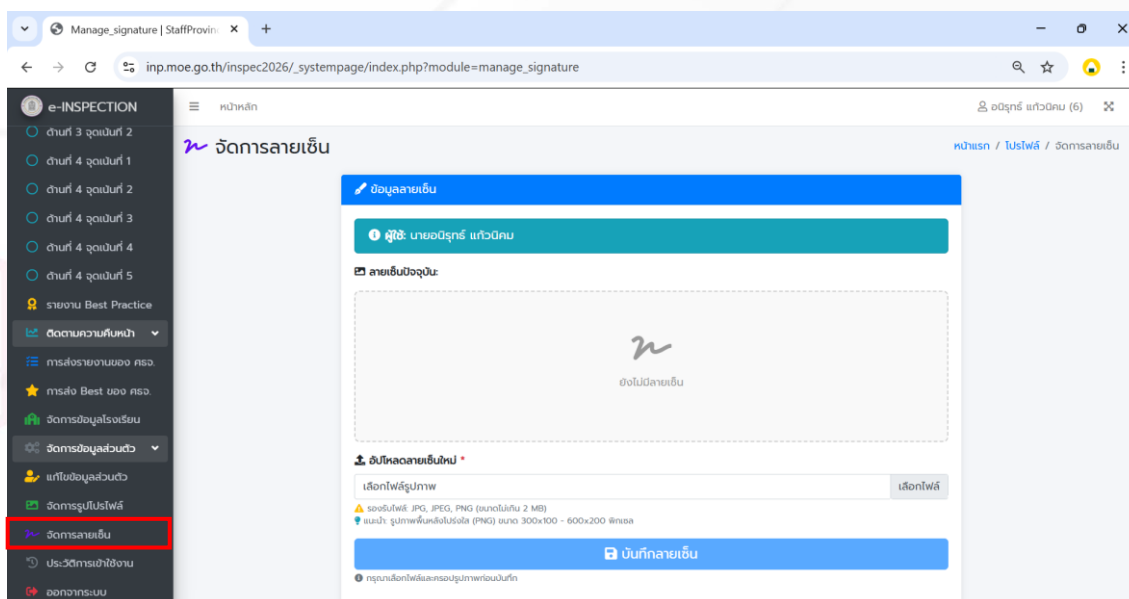 Manage_signature | StaffProvinc
inp.moe.go.th/inspec2026/_systempage/index.php?module=manage_signature
e-INSPECTION
หน้าหลัก
อนิรุทธ์ แก้วนิคม (6)
ด้านที่ 3 จุดเน้นที่ 2
จัดการลายเซ็น
หน้าแรก / โปรไฟล์ / จัดการลายเซ็น
ด้านที่ 4 จุดเน้นที่ 1
ด้านที่ 4 จุดเน้นที่ 2
ด้านที่ 4 จุดเน้นที่ 3
ด้านที่ 4 จุดเน้นที่ 4
ด้านที่ 4 จุดเน้นที่ 5
รายงาน Best Practice
ติดตามความคืบหน้า
การส่งรายงานของ ศธจ.
การส่ง Best ของ ศธจ.
จัดการข้อมูลโรงเรียน
จัดการข้อมูลส่วนตัว
แก้ไขข้อมูลส่วนตัว
จัดการรูปโปรไฟล์
จัดการลายเซ็น
ประวัติการเข้าใช้งาน
ออกจากระบบ
ข้อมูลลายเซ็น
ผู้ใช้: นายอนิรุทธ์ แก้วนิคม
ลายเซ็นปัจจุบัน:
ยังไม่มีลายเซ็น
อัปโหลดลายเซ็นใหม่ *
เลือกไฟล์รูปภาพ
เลือกไฟล์
รองรับไฟล์: JPG, JPEG, PNG (ขนาดไม่เกิน 2 MB)
แนะนำ: รูปภาพพื้นหลังโปร่งใส (PNG) ขนาด 300x100 - 600x200 พิกเซล
บันทึกลายเซ็น
กรุณาเลือกไฟล์และครอปรูปภาพก่อนบันทึก